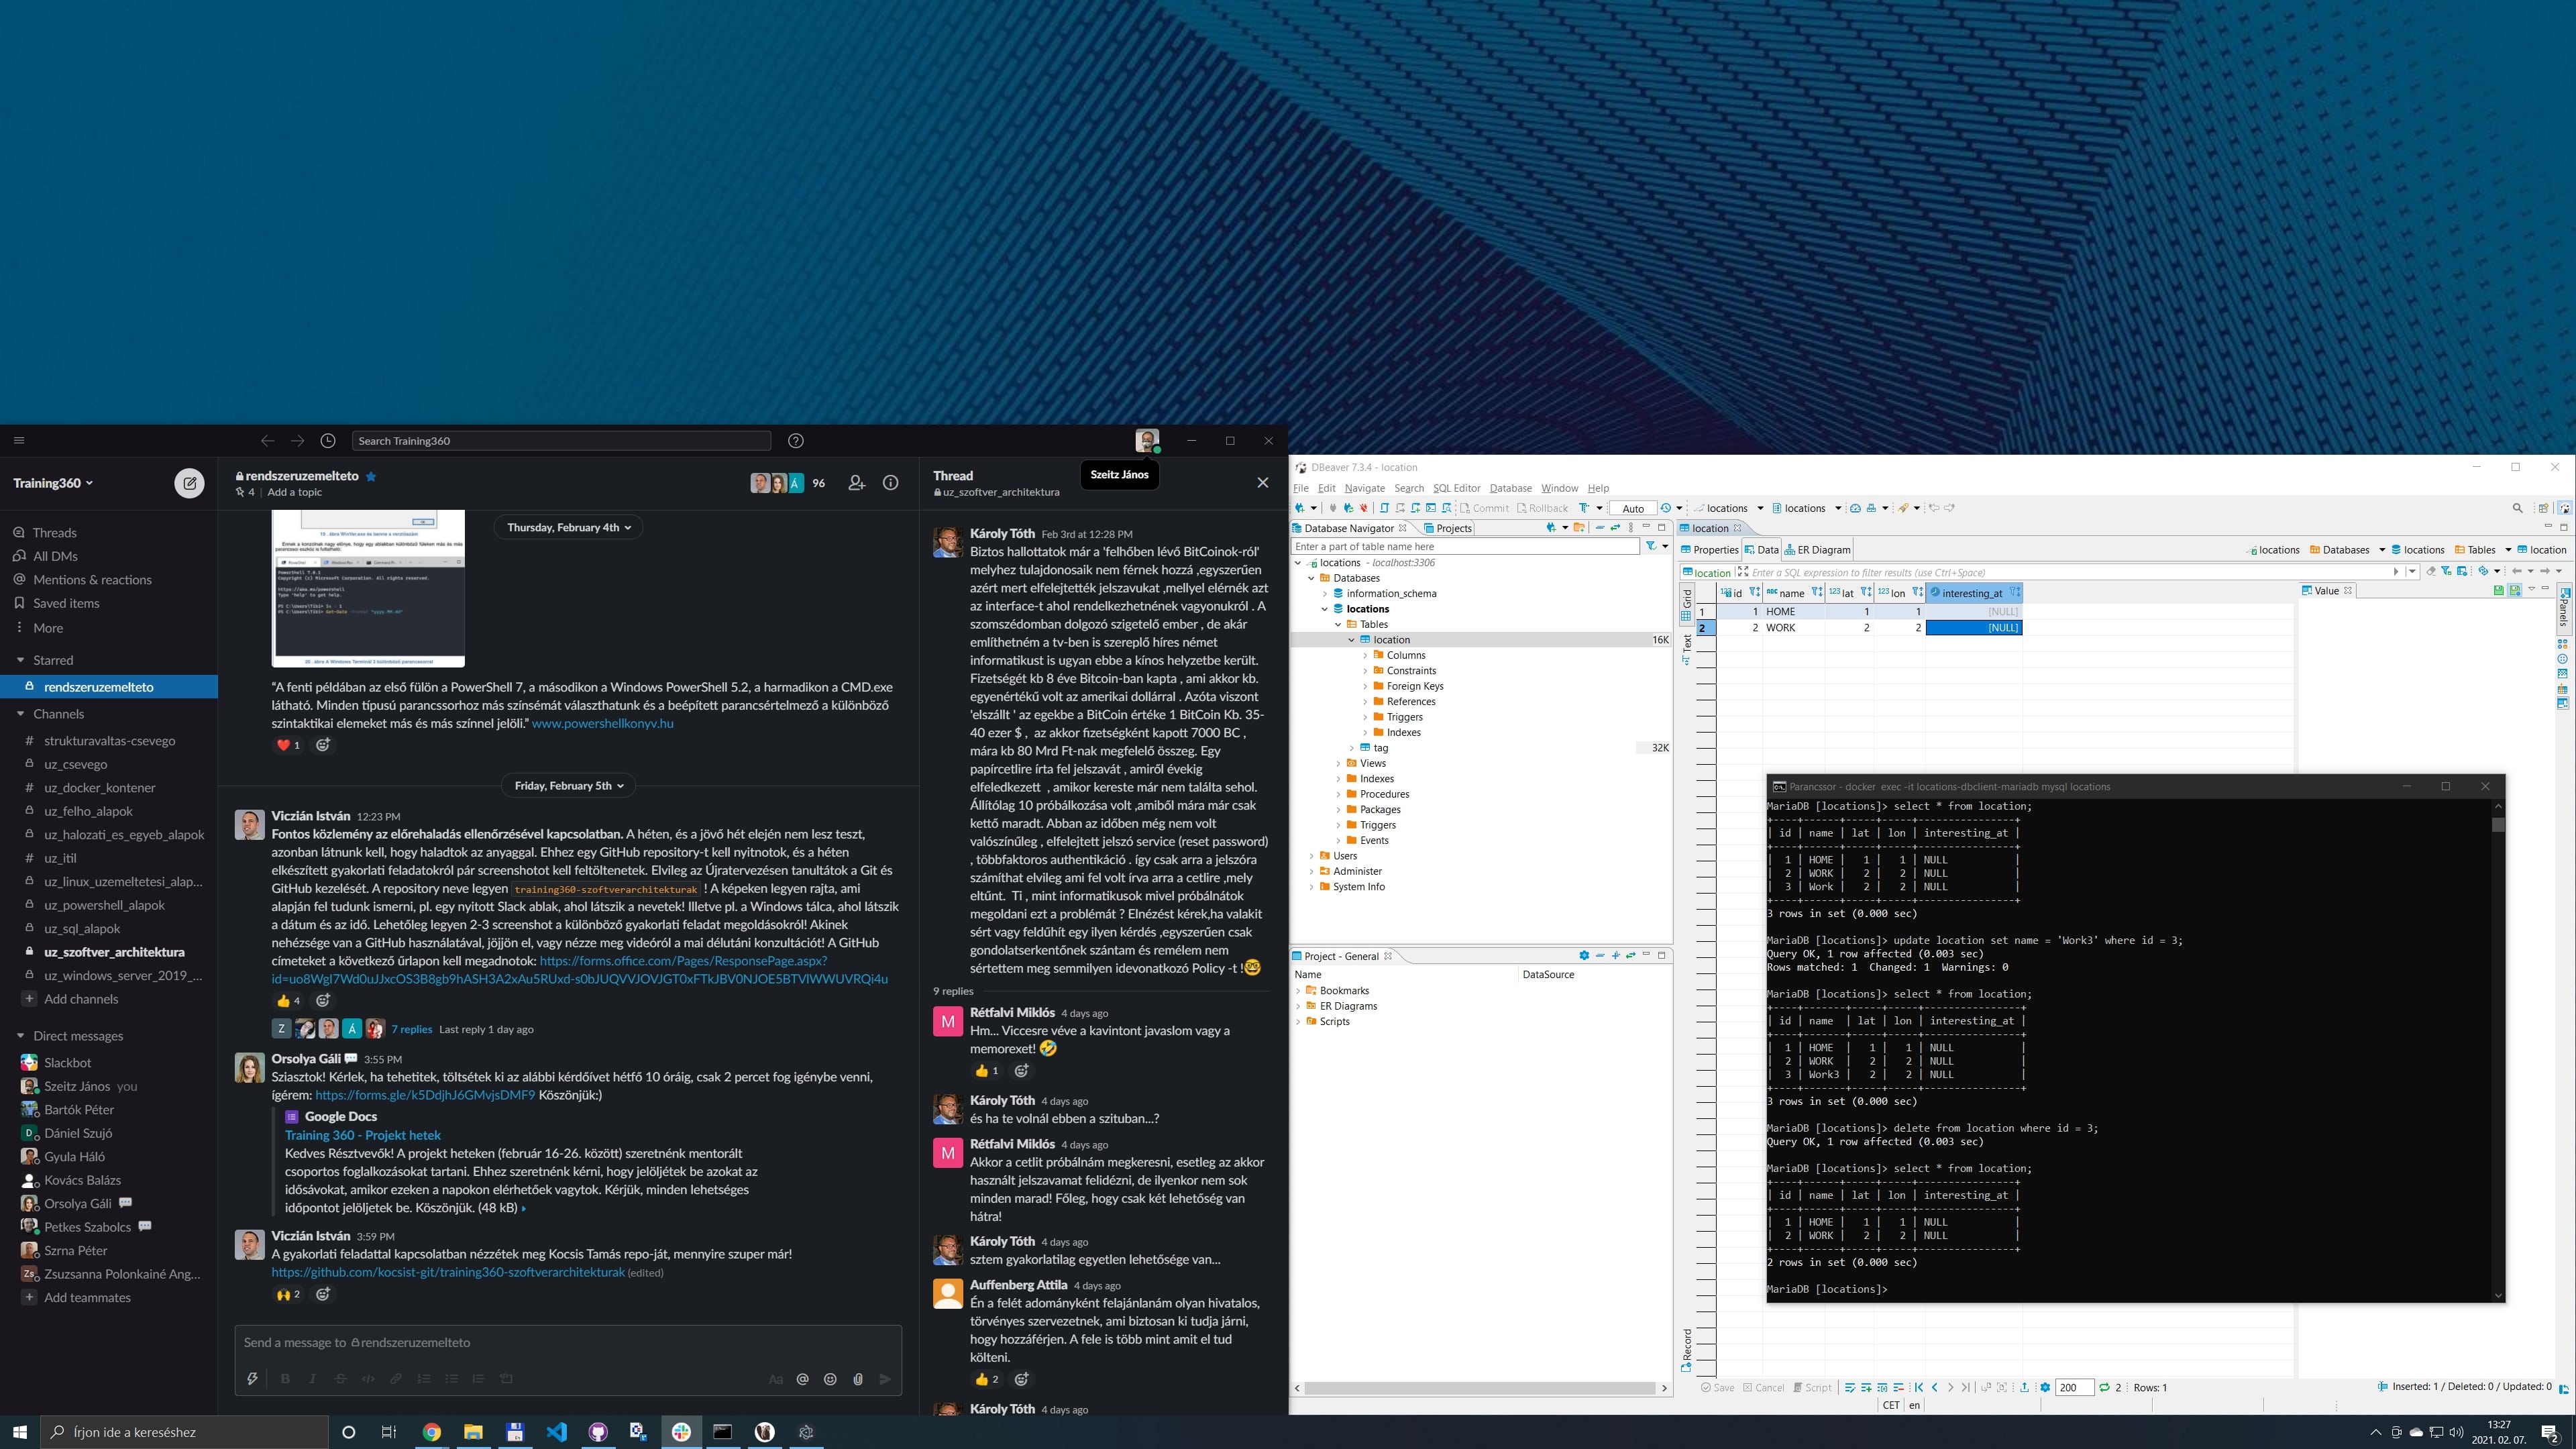 Search Training360
Training360
Threads
All DMs
Mentions & reactions
Saved items
More
Starred
rendszeruzemelteto
Channels
# strukturavaltas-csevego
uz_csevego
# uz_docker_kontener
uz_felho_alapok
uz_halozati_es_egyeb_alapok
# uz_itil
uz_linux_uzemeltetesi_alap...
uz_powershell_alapok
uz_sql_alapok
uz_szoftver_architektura
uz_windows_server_2019_...
+ Add channels
Direct messages
Slackbot
Szeitz János you
Bartók Péter
D Dániel Szujó
Gyula Háló
Kovács Balázs
Orsolya Gáli
Petkes Szabolcs
Szrna Péter
Zs Zsuzsanna Polonkainé Ang...
+ Add teammates
rendszeruzemelteto
4 | Add a topic
Á 96
Thursday, February 4th
“A fenti példában az első fülön a PowerShell 7, a másodikon a Windows PowerShell 5.2, a harmadikon a CMD.exe
látható. Minden típusú parancssorhoz más színsémát választhatunk és a beépített parancsértelmező a különböző
szintaktikai elemeket más és más színnel jelöli.” www.powershellkonyv.hu
1
Friday, February 5th
Viczián István 12:23 PM
Fontos közlemény az előrehaladás ellenőrzésével kapcsolatban. A héten, és a jövő hét elején nem lesz teszt,
azonban látnunk kell, hogy haladtok az anyaggal. Ehhez egy GitHub repository-t kell nyitnotok, és a héten
elkészített gyakorlati feladatokról pár screenshotot kell feltöltenetek. Elvileg az Újratervezésen tanultátok a Git és
GitHub kezelését. A repository neve legyen training360-szoftverarchitekturak ! A képeken legyen rajta, ami
alapján fel tudunk ismerni, pl. egy nyitott Slack ablak, ahol látszik a nevetek! Illetve pl. a Windows tálca, ahol látszik
a dátum és az idő. Lehetőleg legyen 2-3 screenshot a különböző gyakorlati feladat megoldásokról! Akinek
nehézsége van a GitHub használatával, jöjjön el, vagy nézze meg videóról a mai délutáni konzultációt! A GitHub
címeteket a következő űrlapon kell megadnotok: https://forms.office.com/Pages/ResponsePage.aspx?
4
Z Á 7 replies Last reply 1 day ago
Orsolya Gáli 3:55 PM
Sziasztok! Kérlek, ha tehetitek, töltsétek ki az alábbi kérdőívet hétfő 10 óráig, csak 2 percet fog igénybe venni,
ígérem: https://forms.gle/k5DdjhJ6GMvjsDMF9 Köszönjük:)
Google Docs
Training 360 - Projekt hetek
Kedves Résztvevők! A projekt heteken (február 16-26. között) szeretnénk mentorált
csoportos foglalkozásokat tartani. Ehhez szeretnénk kérni, hogy jelöljétek be azokat az
idősávokat, amikor ezeken a napokon elérhetőek vagytok. Kérjük, minden lehetséges
időpontot jelöljetek be. Köszönjük. (48 kB)
Viczián István 3:59 PM
A gyakorlati feladattal kapcsolatban nézzétek meg Kocsis Tamás repo-ját, mennyire szuper már!
https://github.com/kocsist-git/training360-szoftverarchitekturak (edited)
2
Send a message to rendszeruzemelteto
Szeitz János
Thread
uz_szoftver_architektura
Károly Tóth Feb 3rd at 12:28 PM
Biztos hallottatok már a 'felhőben lévő BitCoinok-ról'
melyhez tulajdonosaik nem férnek hozzá ,egyszerűen
azért mert elfelejtették jelszavukat ,mellyel elérnék azt
az interface-t ahol rendelkezhetnének vagyonukról . A
szomszédomban dolgozó szigetelő ember , de akár
említhetném a tv-ben is szereplő híres német
informatikust is ugyan ebbe a kínos helyzetbe került.
Fizetségét kb 8 éve Bitcoin-ban kapta , ami akkor kb.
egyenértékű volt az amerikai dollárral . Azóta viszont
'elszállt ' az egekbe a BitCoin értéke 1 BitCoin Kb. 35-
40 ezer $ , az akkor fizetségként kapott 7000 BC ,
mára kb 80 Mrd Ft-nak megfelelő összeg. Egy
papírcetlire írta fel jelszavát , amiről évekig
elfeledkezett , amikor kereste már nem találta sehol.
Állítólag 10 próbálkozása volt ,amiből mára már csak
kettő maradt. Abban az időben még nem volt
valószínűleg , elfelejtett jelszó service (reset password)
, többfaktoros authentikáció . így csak arra a jelszóra
számíthat elvileg ami fel volt írva arra a cetlire ,mely
eltűnt. Ti , mint informatikusok mivel próbálnátok
megoldani ezt a problémát ? Elnézést kérek,ha valakit
sért vagy feldühít egy ilyen kérdés ,egyszerűen csak
gondolatserkentőnek szántam és remélem nem
sértettem meg semmilyen idevonatkozó Policy -t !
9 replies
M Rétfalvi Miklós 4 days ago
Hm... Viccesre véve a kavintont javaslom vagy a
memorexet!
1
Károly Tóth 4 days ago
és ha te volnál ebben a szituban...?
M Rétfalvi Miklós 4 days ago
Akkor a cetlit próbálnám megkeresni, esetleg az akkor
használt jelszavamat felidézni, de ilyenkor nem sok
minden marad! Főleg, hogy csak két lehetőség van
hátra!
Károly Tóth 4 days ago
sztem gyakorlatilag egyetlen lehetősége van...
Auffenberg Attila 4 days ago
Én a felét adományként felajánlanám olyan hivatalos,
törvényes szervezetnek, ami biztosan ki tudja járni,
hogy hozzáférjen. A fele is több mint amit el tud
költeni.
2
Károly Tóth 4 days ago
DBeaver 7.3.4 - location
File Edit Navigate Search SQL Editor Database Window Help
Commit Rollback Auto locations locations
Database Navigator Projects
Enter a part of table name here
locations - localhost:3306
Databases
information_schema
locations
Tables
location 16K
Columns
Constraints
Foreign Keys
References
Triggers
Indexes
tag 32K
Views
Indexes
Procedures
Packages
Triggers
Events
Users
Administer
System Info
Project - General
Name DataSource
Bookmarks
ER Diagrams
Scripts
location
Properties Data ER Diagram locations Databases locations Tables location
location Enter a SQL expression to filter results (use Ctrl+Space)
Grid
Text
Record
123 id ABC name 123 lat 123 lon interesting_at
1 1 HOME 1 1 [NULL]
2 2 WORK 2 2 [NULL]
Value
Panels
Parancssor - docker exec -it locations-dbclient-mariadb mysql locations
MariaDB [locations]> select * from location;
+----+------+-----+-----+----------------+
| id | name | lat | lon | interesting_at |
+----+------+-----+-----+----------------+
| 1 | HOME | 1 | 1 | NULL |
| 2 | WORK | 2 | 2 | NULL |
| 3 | Work | 2 | 2 | NULL |
+----+------+-----+-----+----------------+
3 rows in set (0.000 sec)
MariaDB [locations]> update location set name = 'Work3' where id = 3;
Query OK, 1 row affected (0.003 sec)
Rows matched: 1 Changed: 1 Warnings: 0
MariaDB [locations]> select * from location;
+----+-------+-----+-----+----------------+
| id | name | lat | lon | interesting_at |
+----+-------+-----+-----+----------------+
| 1 | HOME | 1 | 1 | NULL |
| 2 | WORK | 2 | 2 | NULL |
| 3 | Work3 | 2 | 2 | NULL |
+----+-------+-----+-----+----------------+
3 rows in set (0.000 sec)
MariaDB [locations]> delete from location where id = 3;
Query OK, 1 row affected (0.003 sec)
MariaDB [locations]> select * from location;
+----+------+-----+-----+----------------+
| id | name | lat | lon | interesting_at |
+----+------+-----+-----+----------------+
| 1 | HOME | 1 | 1 | NULL |
| 2 | WORK | 2 | 2 | NULL |
+----+------+-----+-----+----------------+
2 rows in set (0.000 sec)
MariaDB [locations]>
Save Cancel Script 200 2 Rows: 1 Inserted: 1 / Deleted: 0 / Updated: 0
CET en
Írjon ide a kereséshez
13:27
2021. 02. 07.
2